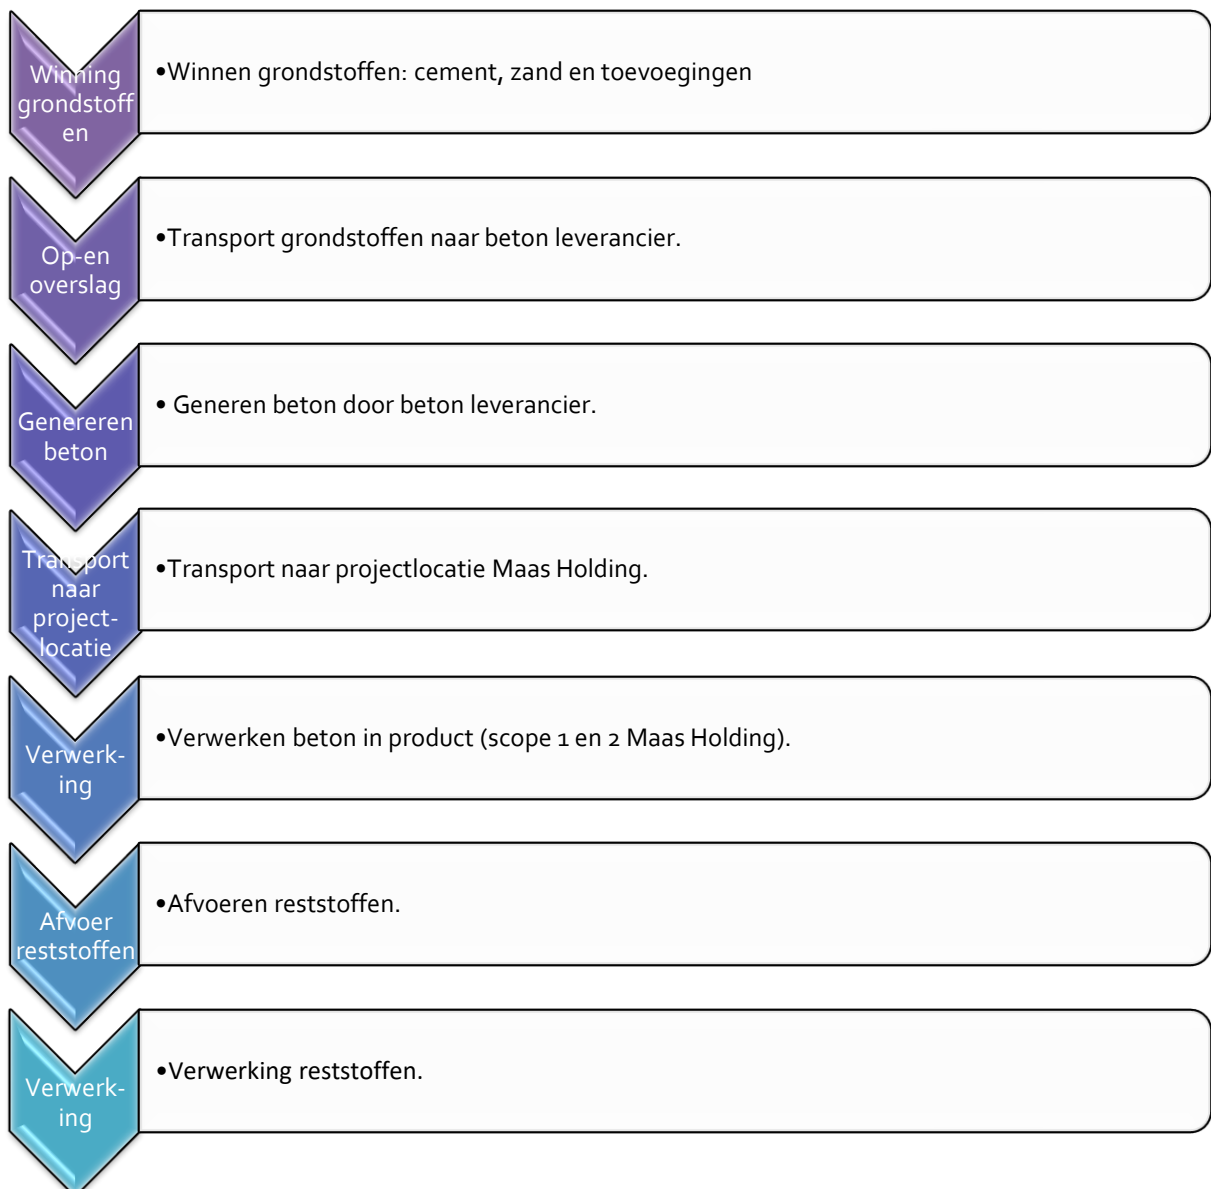 Winning
grondstoff
en
•Winnen grondstoffen: cement, zand en toevoegingen
Op-en
overslag
•Transport grondstoffen naar beton leverancier.
Genereren
beton
• Generen beton door beton leverancier.
Transport
naar
project-
locatie
•Transport naar projectlocatie Maas Holding.
Verwerk-
ing
•Verwerken beton in product (scope 1 en 2 Maas Holding).
Afvoer
reststoffen
•Afvoeren reststoffen.
Verwerk-
ing
•Verwerking reststoffen.